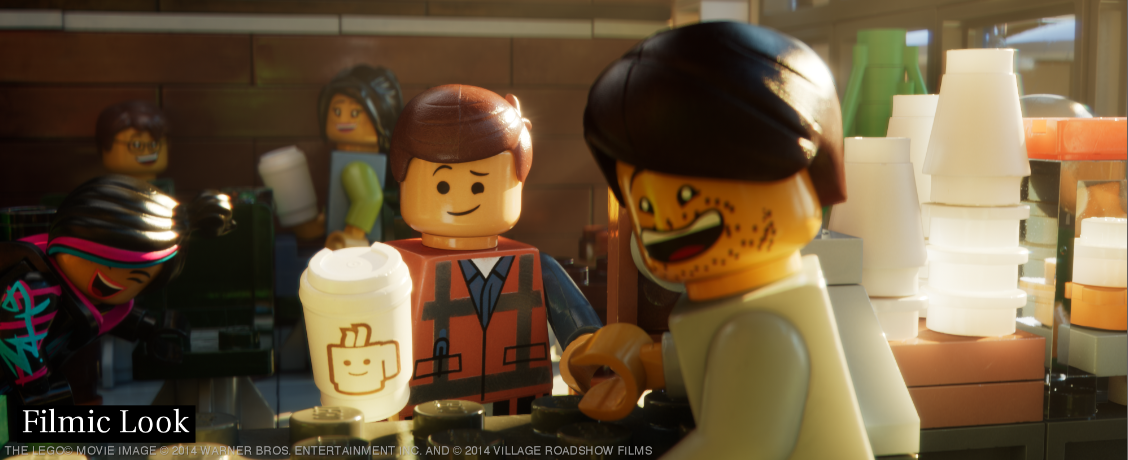 Filmic Look
THE LEGO® MOVIE IMAGE © 2014 WARNER BROS. ENTERTAINMENT INC. AND © 2014 VILLAGE ROADSHOW FILMS